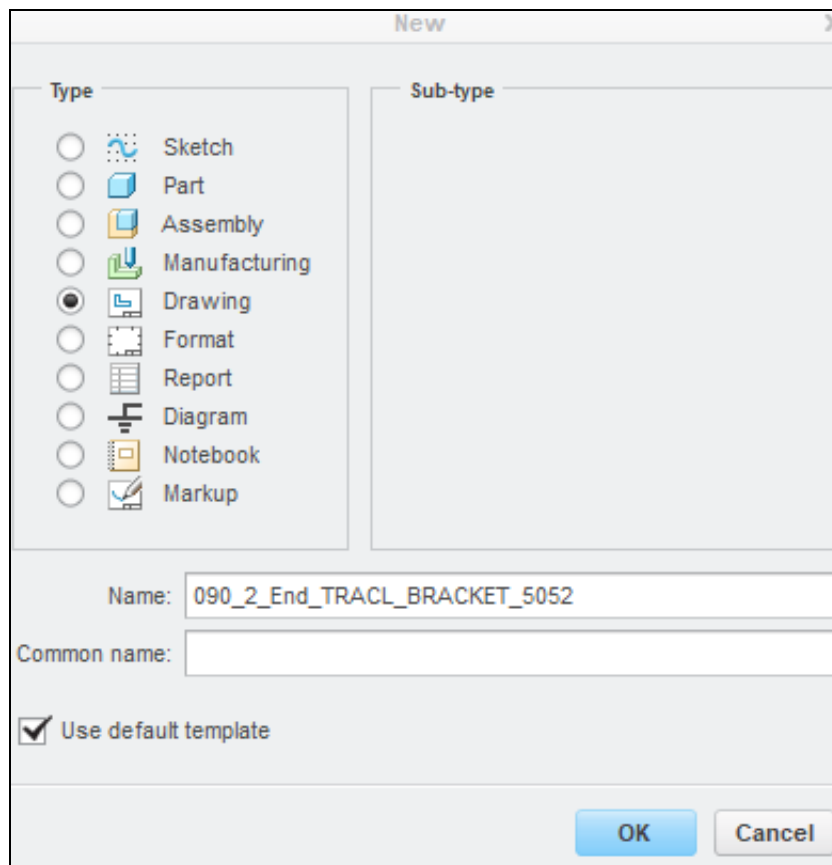 New
Type
Sub-type
Sketch
Part
Assembly
Manufacturing
Drawing
Format
Report
Diagram
Notebook
Markup
Name: 090_2_End_TRACL_BRACKET_5052
Common name:
Use default template
OK Cancel